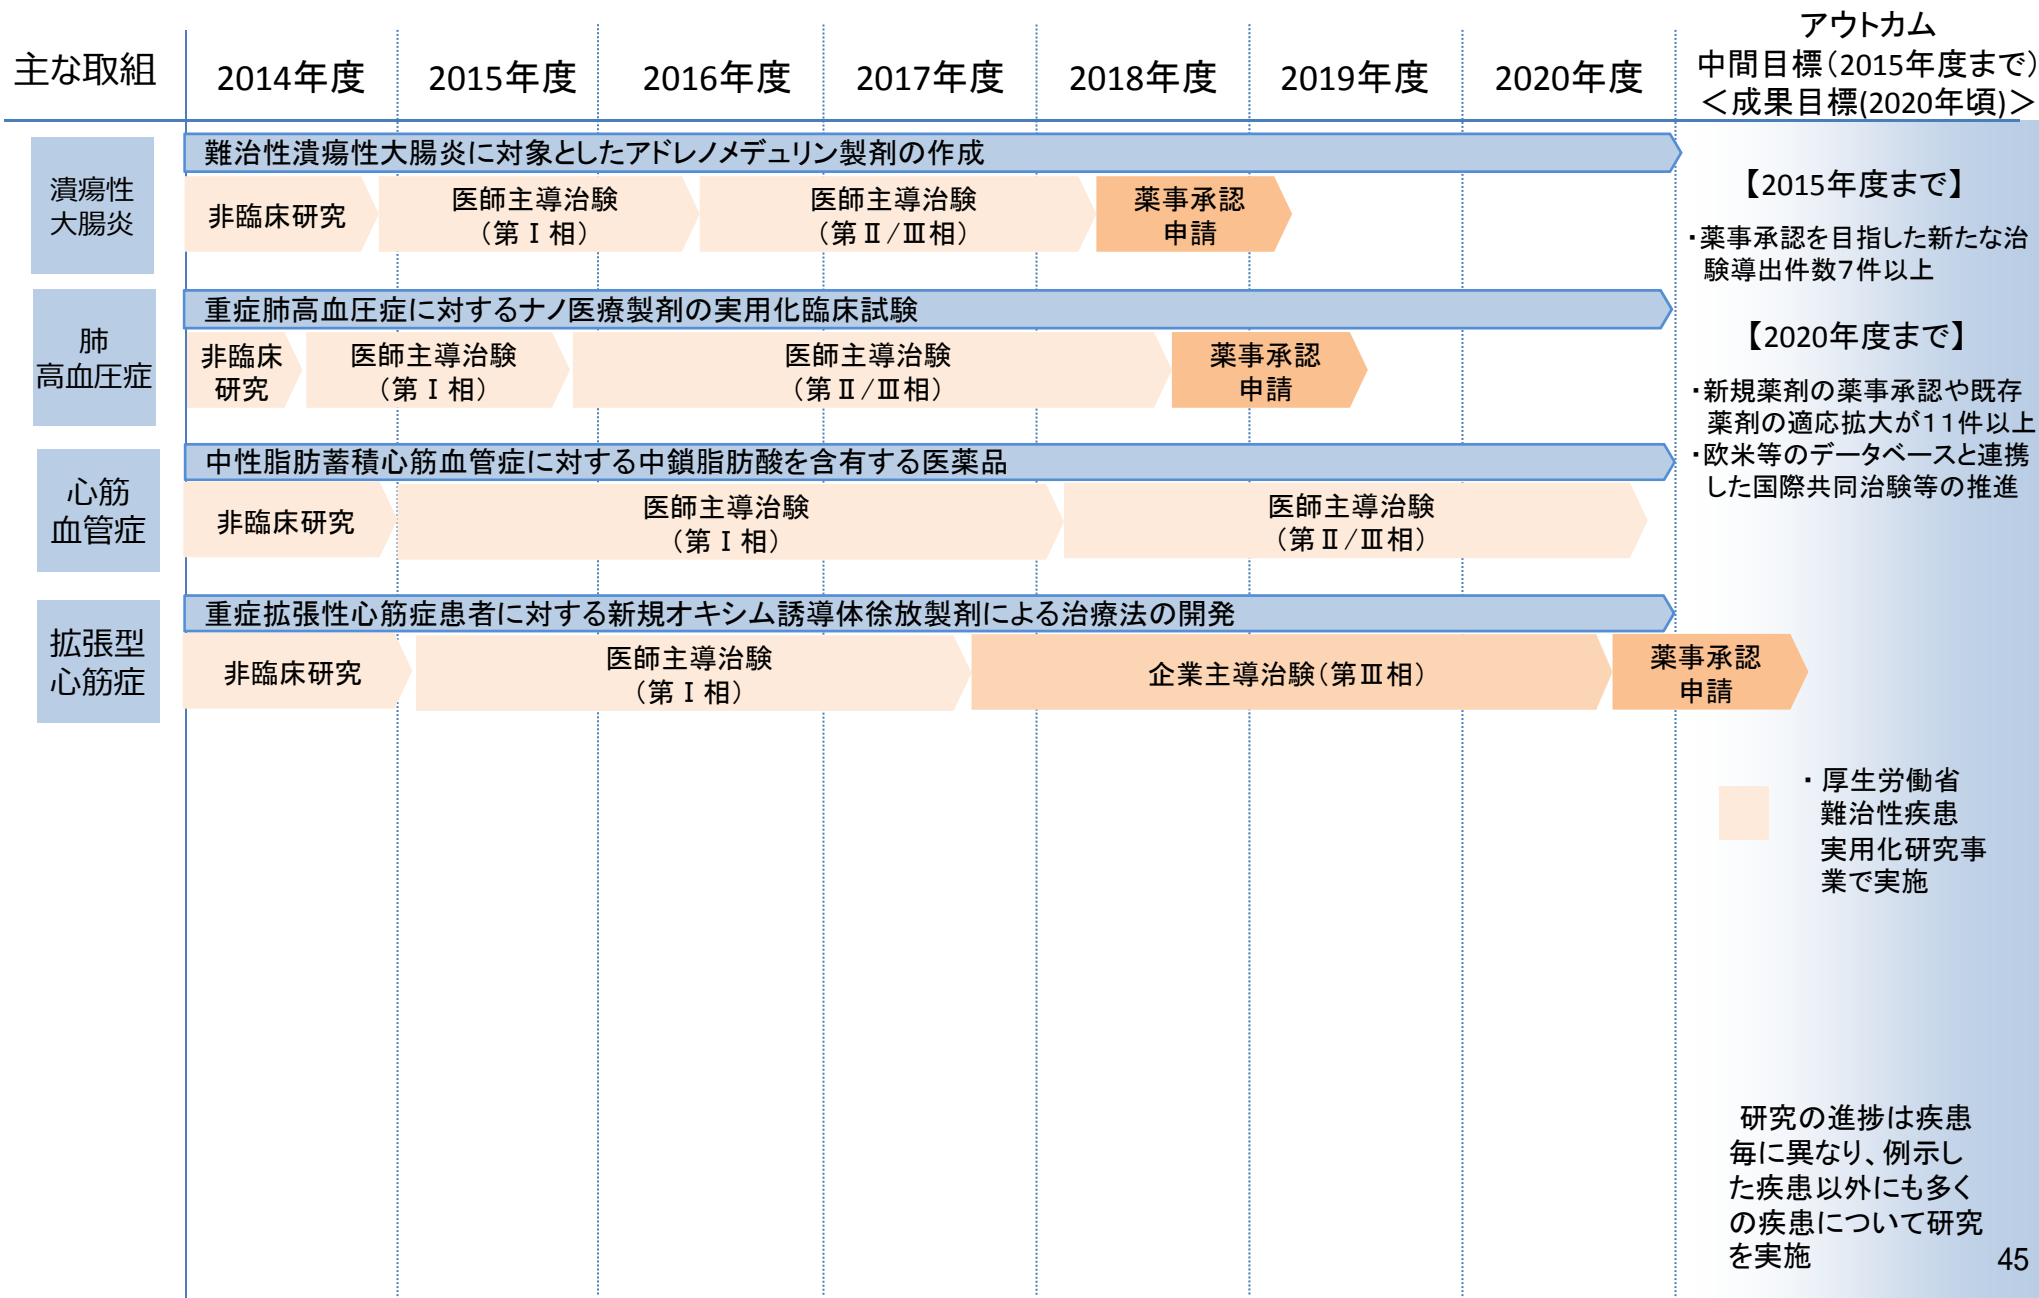 主な取組
2014年度
2015年度
2016年度
2017年度
2018年度
2019年度
2020年度
アウトカム
中間目標（2015年度まで）
＜成果目標(2020年頃)＞
潰瘍性
大腸炎
難治性潰瘍性大腸炎に対象としたアドレノメデュリン製剤の作成
非臨床研究
医師主導治験
（第Ⅰ相）
医師主導治験
（第Ⅱ/Ⅲ相）
薬事承認
申請
肺
高血圧症
重症肺高血圧症に対するナノ医療製剤の実用化臨床試験
非臨床
研究
医師主導治験
（第Ⅰ相）
医師主導治験
（第Ⅱ/Ⅲ相）
薬事承認
申請
心筋
血管症
中性脂肪蓄積心筋血管症に対する中鎖脂肪酸を含有する医薬品
非臨床研究
医師主導治験
（第Ⅰ相）
医師主導治験
（第Ⅱ/Ⅲ相）
拡張型
心筋症
重症拡張性心筋症患者に対する新規オキシム誘導体徐放製剤による治療法の開発
非臨床研究
医師主導治験
（第Ⅰ相）
企業主導治験（第Ⅲ相）
薬事承認
申請
【2015年度まで】
・薬事承認を目指した新たな治
験導出件数７件以上
【2020年度まで】
・新規薬剤の薬事承認や既存
薬剤の適応拡大が１１件以上
・欧米等のデータベースと連携
した国際共同治験等の推進
・厚生労働省
難治性疾患
実用化研究事
業で実施
研究の進捗は疾患
毎に異なり、例示し
た疾患以外にも多く
の疾患について研究
を実施
45